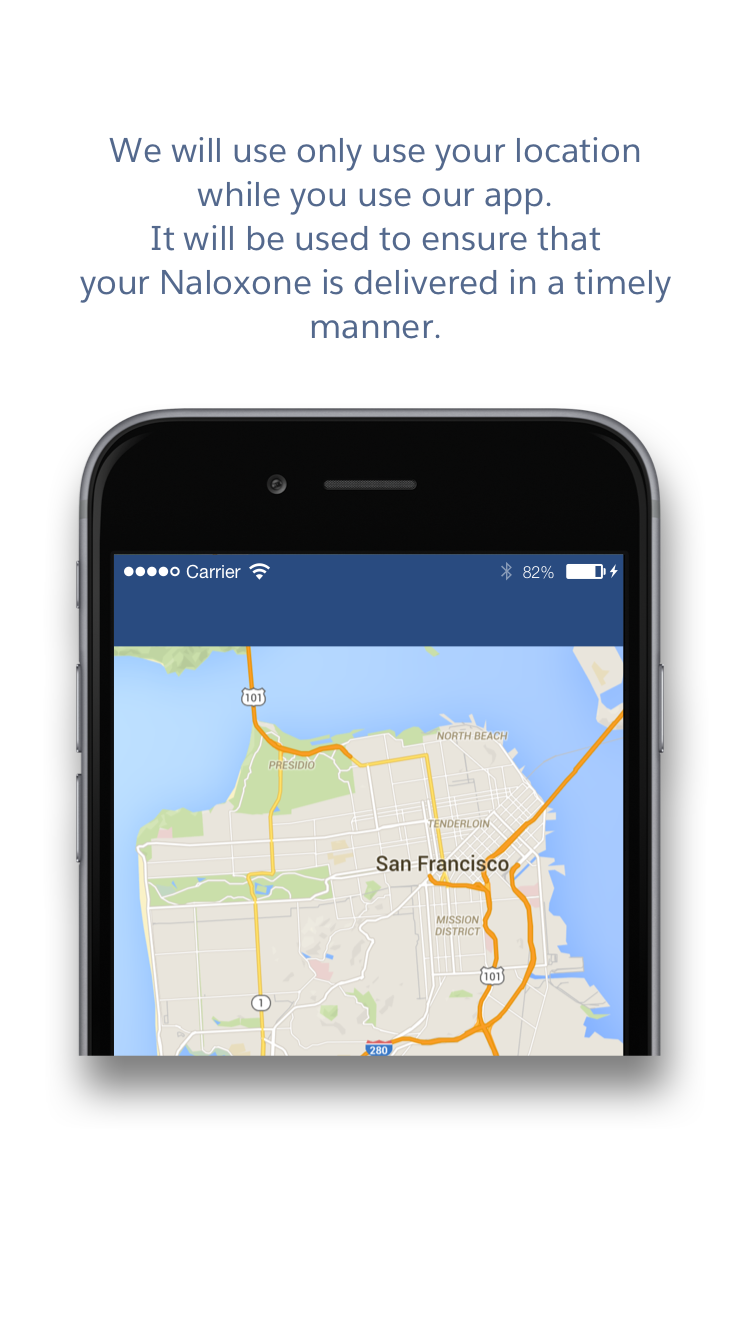 We will use only use your location
while you use our app.
It will be used to ensure that
your Naloxone is delivered in a timely
manner.
Carrier 82%
101
NORTH BEACH
PRESIDIO
TENDERLOIN
San Francisco
MISSION
DISTRICT
101
1
280